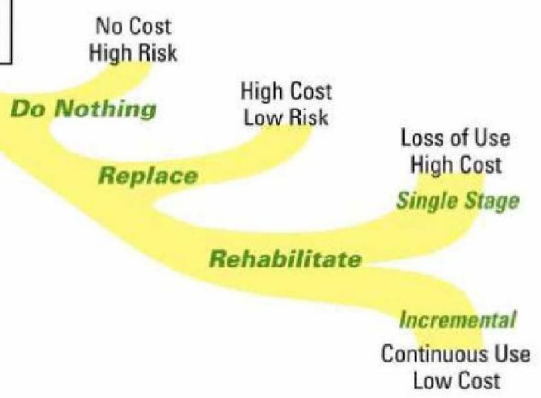 No Cost
High Risk
Do Nothing
High Cost
Low Risk
Replace
Loss of Use
High Cost
Single Stage
Rehabilitate
Incremental
Continuous Use
Low Cost